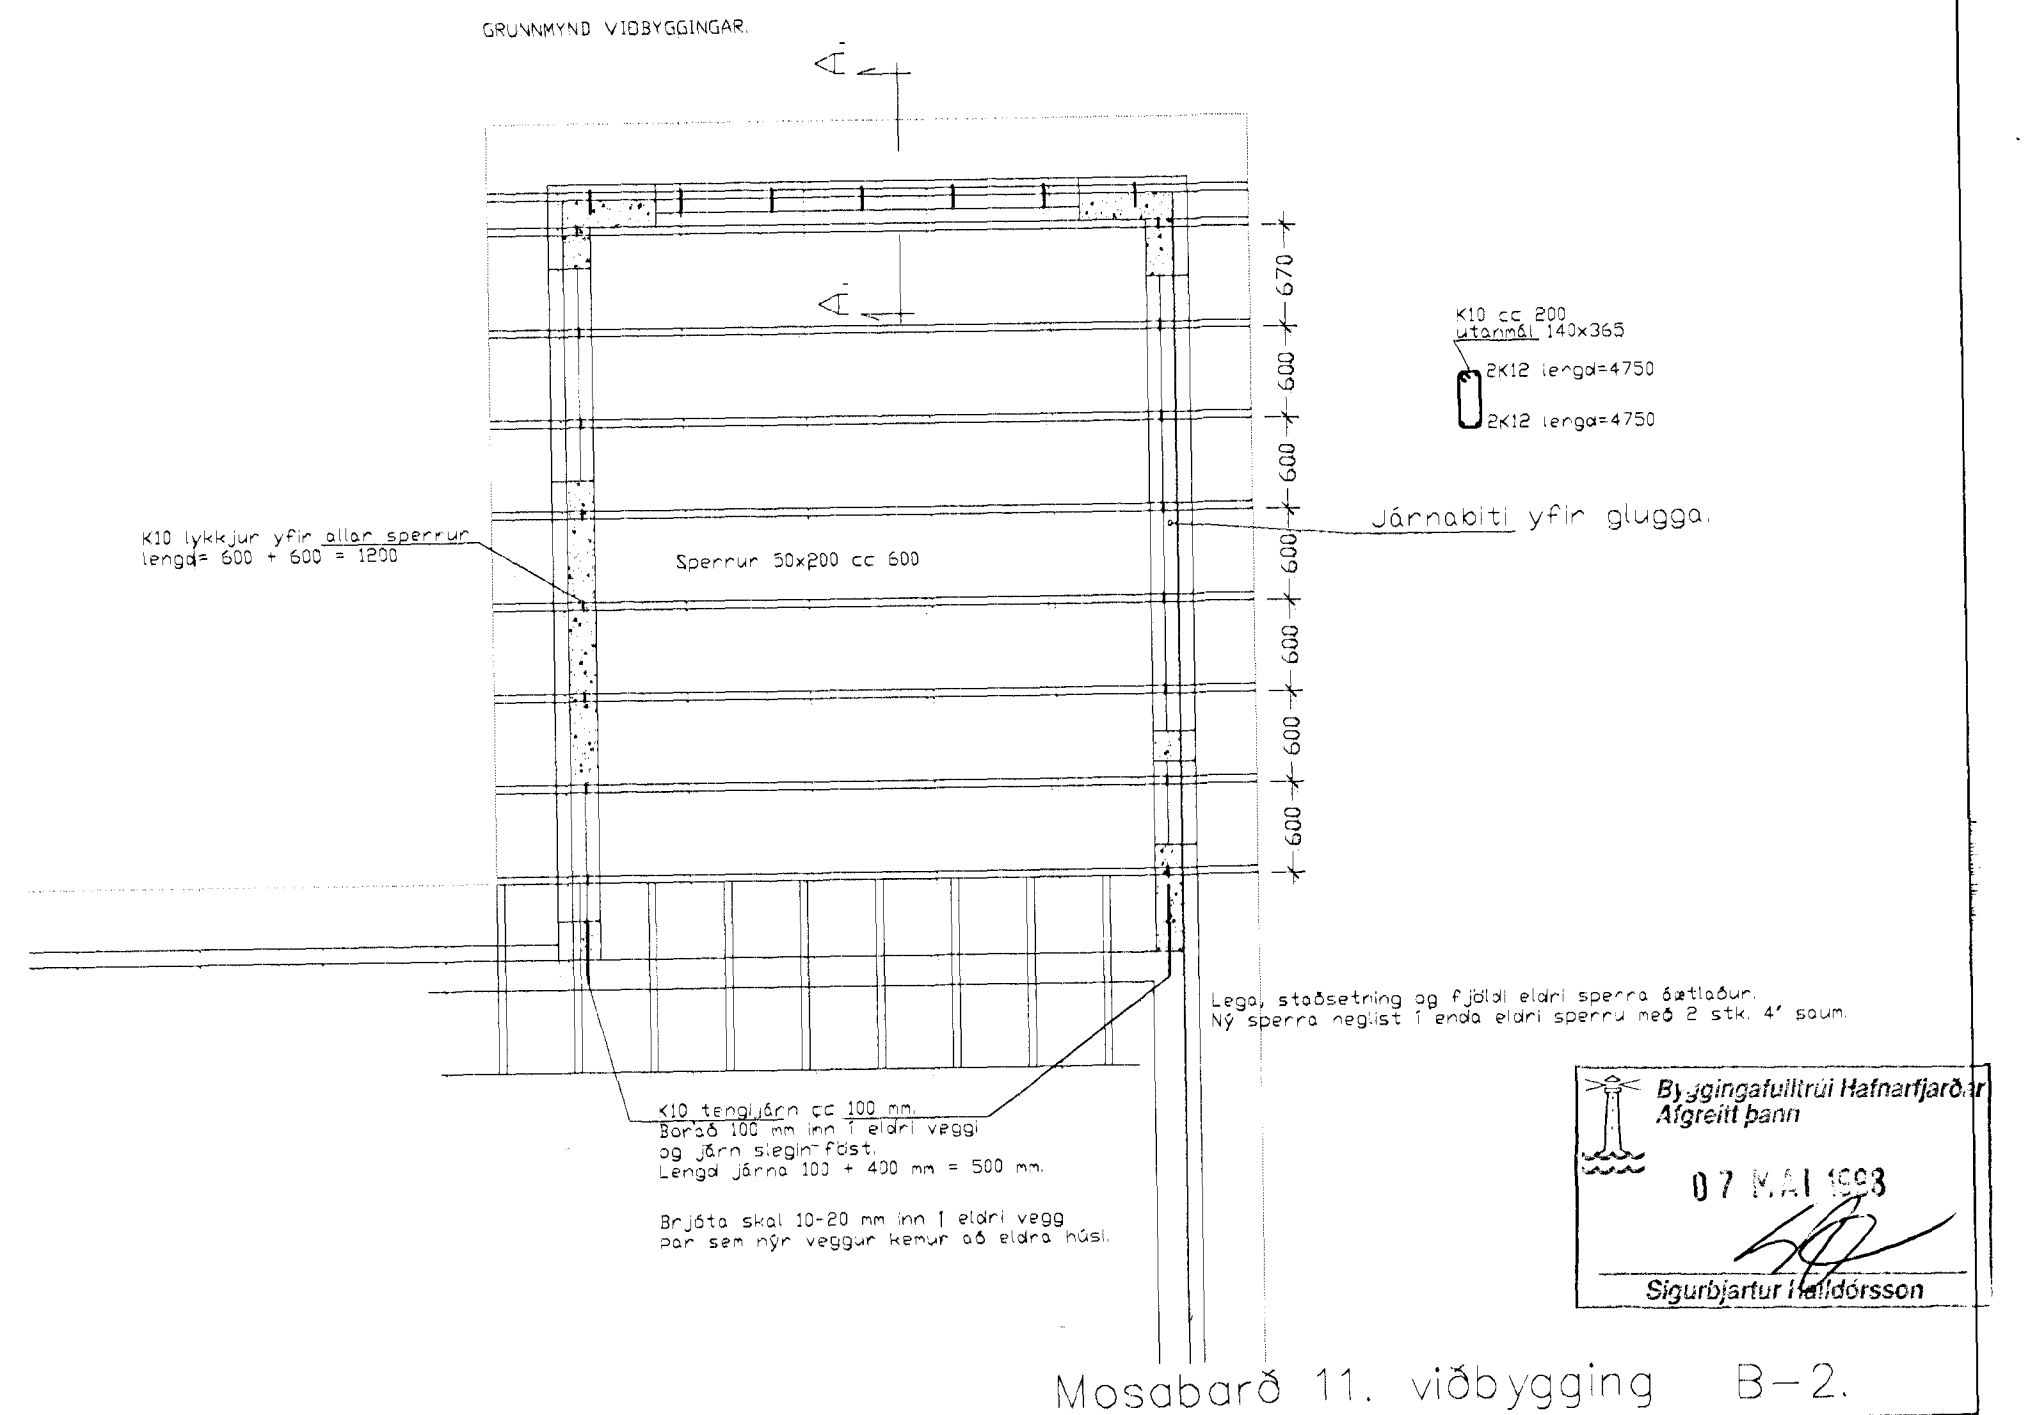 GRUNNMYND VIÐBYGGINGAR.
A
A
670
600
600
600
600
600
600
K10 cc 200
utanmál 140x365
2K12 lengd=4750
2K12 lengd=4750
Járnabiti yfir glugga.
K10 lykkjur yfir allar sperrur
lengd= 600 + 600 = 1200
Sperrur 50x200 cc 600
Lega, staðsetning og fjöldi eldri sperra áætlaður.
Ný sperra neglist í enda eldri sperru með 2 stk. 4' saum.
K10 tengijárn cc 100 mm.
Borað 100 mm inn í eldri veggi
og járn slegin föst.
Lengd járna 100 + 400 mm = 500 mm.
Brjóta skal 10-20 mm inn í eldri vegg
þar sem nýr veggur kemur að eldra húsi.
Byggingafulltrúi Hafnarfjarðar
Afgreitt þann
07 MAI 1998
Sigurbjartur Halldórsson
Mosabarð 11. viðbygging B-2.